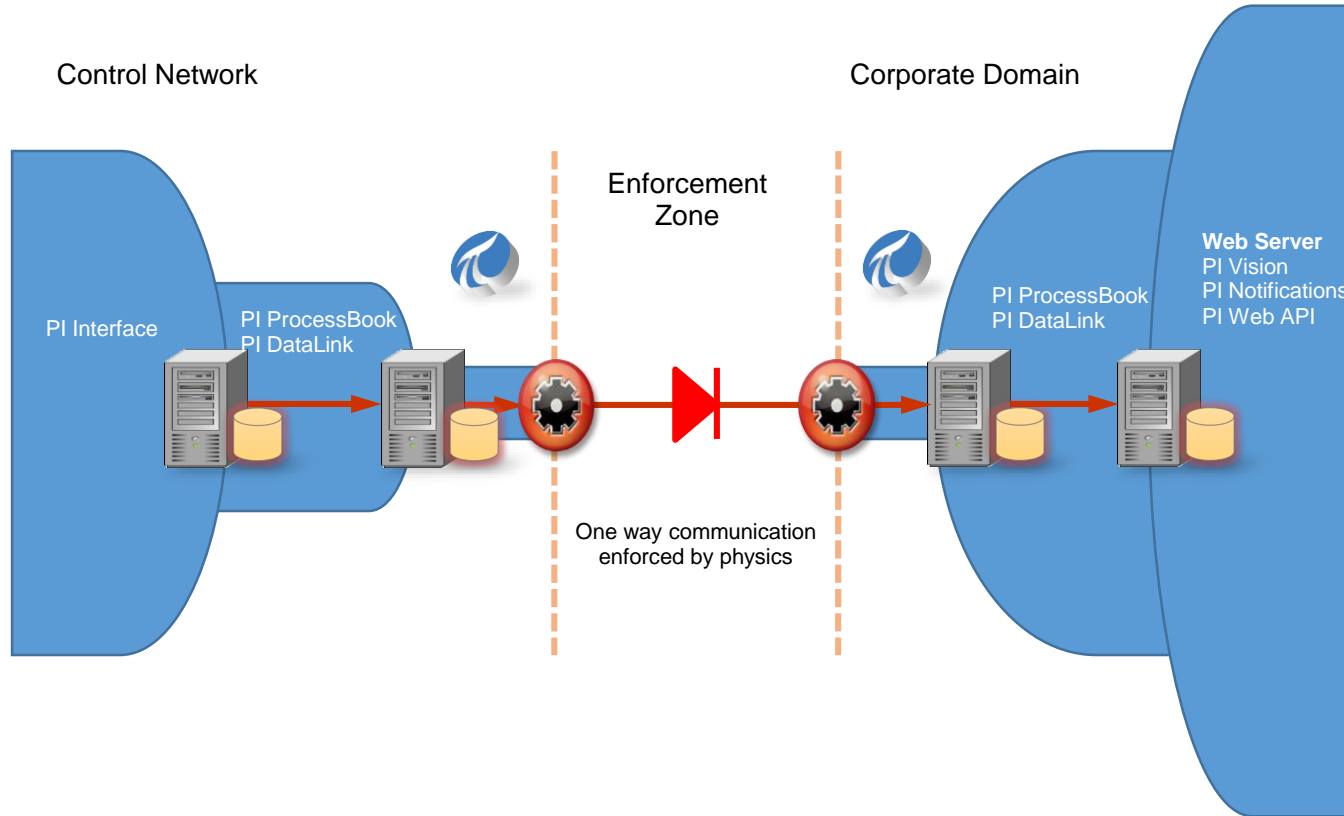 Control Network
Corporate Domain
Enforcement
Zone
PI Interface
PI ProcessBook
PI DataLink
PI ProcessBook
PI DataLink
Web Server
PI Vision
PI Notifications
PI Web API
One way communication
enforced by physics